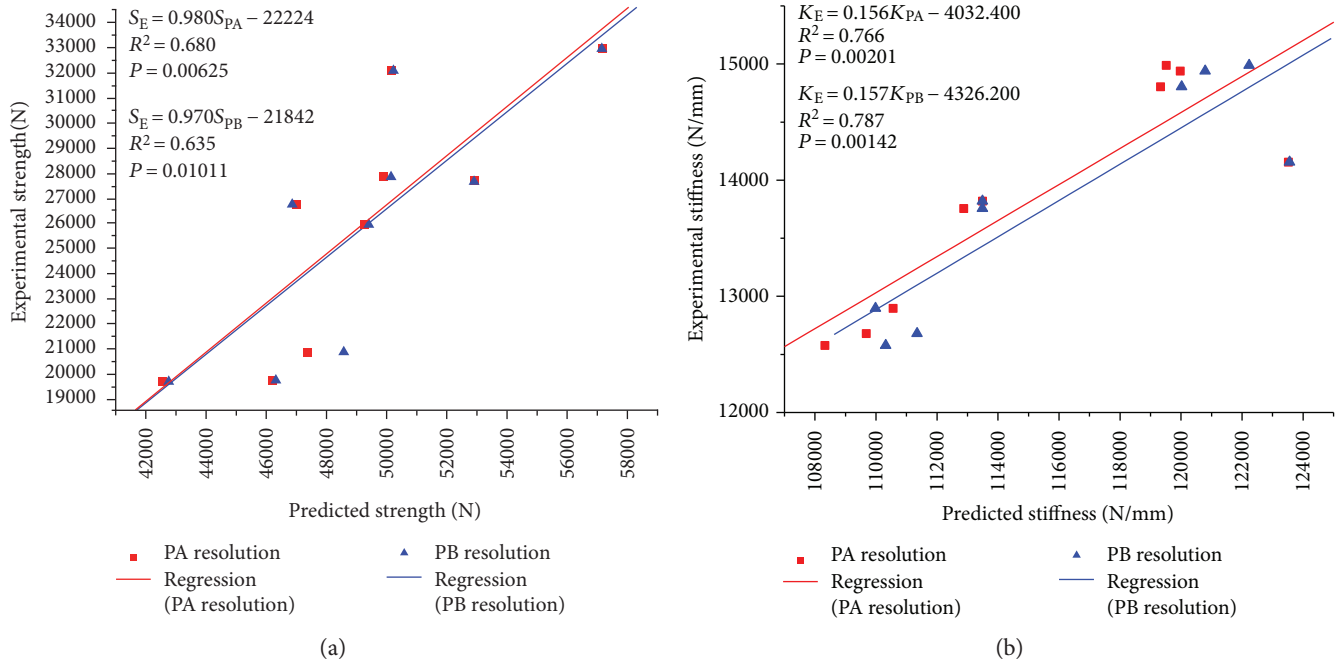 S_E = 0.980S_PA − 22224
R² = 0.680
P = 0.00625
S_E = 0.970S_PB − 21842
R² = 0.635
P = 0.01011
Experimental strength (N)
34000
33000
32000
31000
30000
29000
28000
27000
26000
25000
24000
23000
22000
21000
20000
19000
42000
44000
46000
48000
50000
52000
54000
56000
58000
Predicted strength (N)
PA resolution
PB resolution
Regression
(PA resolution)
Regression
(PB resolution)
(a)
K_E = 0.156K_PA − 4032.400
R² = 0.766
P = 0.00201
K_E = 0.157K_PB − 4326.200
R² = 0.787
P = 0.00142
Experimental stiffness (N/mm)
15000
14000
13000
12000
108000
110000
112000
114000
116000
118000
120000
122000
124000
Predicted stiffness (N/mm)
PA resolution
PB resolution
Regression
(PA resolution)
Regression
(PB resolution)
(b)